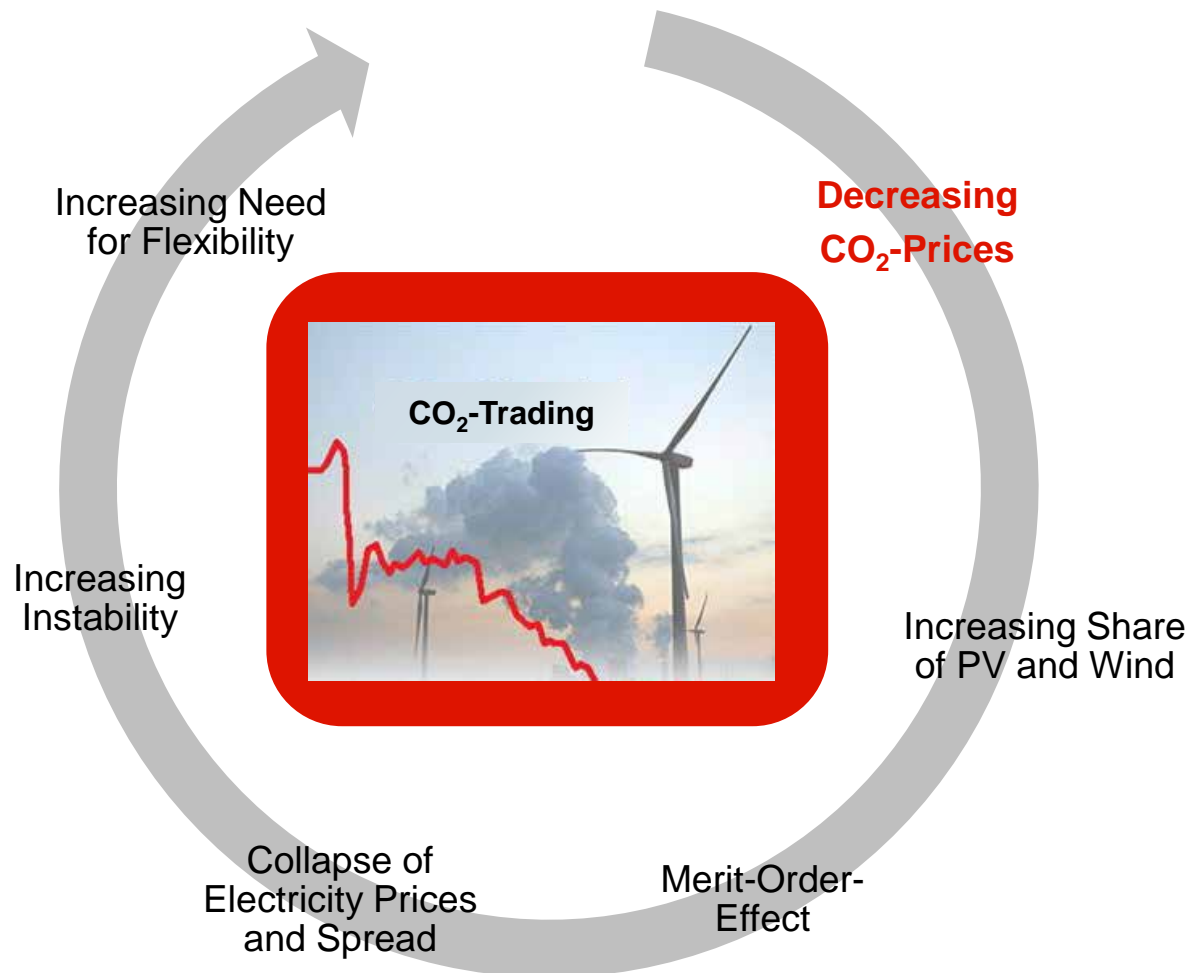 Decreasing
CO₂-Prices
Increasing Share
of PV and Wind
Merit-Order-
Effect
Collapse of
Electricity Prices
and Spread
Increasing
Instability
Increasing Need
for Flexibility
CO₂-Trading